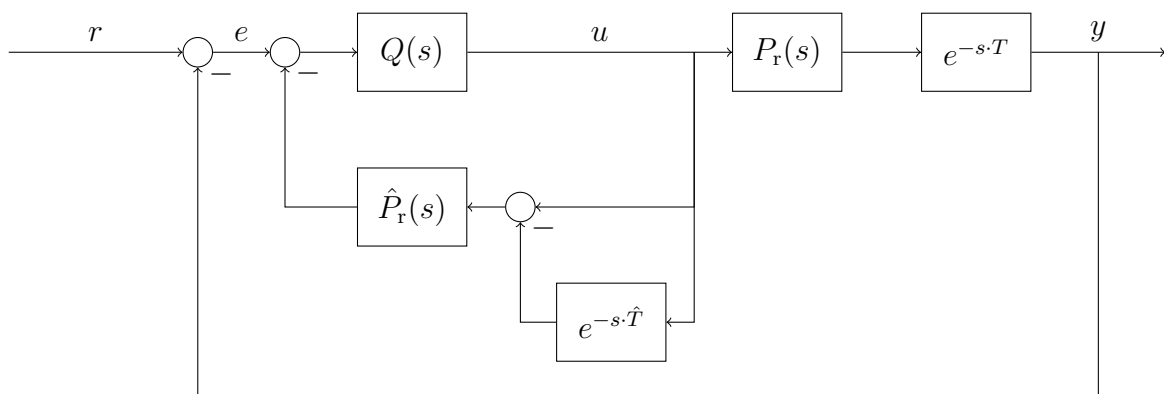 r e − Q(s) u P_r(s) e^{-s·T} y
− −
P̂_r(s) −
e^{-s·T̂}